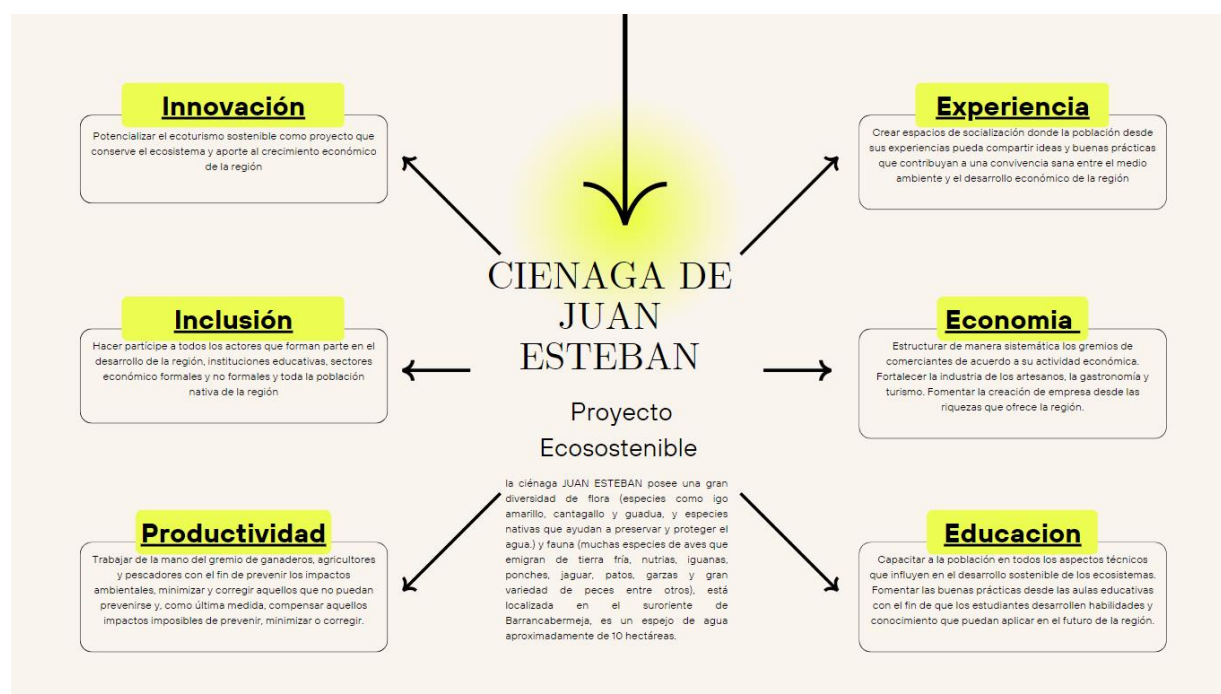 Innovación
Potencializar el ecoturismo sostenible como proyecto que
conserve el ecosistema y aporte al crecimiento económico
de la región
Experiencia
Crear espacios de socialización donde la población desde
sus experiencias pueda compartir ideas y buenas prácticas
que contribuyan a una convivencia sana entre el medio
ambiente y el desarrollo económico de la región
CIENAGA DE
JUAN
ESTEBAN
Proyecto
Ecosostenible
la ciénaga JUAN ESTEBAN posee una gran
diversidad de flora (especies como igo
amarillo, cantagallo y guadua, y especies
nativas que ayudan a preservar y proteger el
agua.) y fauna (muchas especies de aves que
emigran de tierra fría, nutrias, iguanas,
ponches, jaguar, patos, garzas y gran
variedad de peces entre otros), está
localizada en el suroriente de
Barrancabermeja, es un espejo de agua
aproximadamente de 10 hectáreas.
Inclusión
Hacer partícipe a todos los actores que forman parte en el
desarrollo de la región, instituciones educativas, sectores
económico formales y no formales y toda la población
nativa de la región
Economia
Estructurar de manera sistemática los gremios de
comerciantes de acuerdo a su actividad económica.
Fortalecer la industria de los artesanos, la gastronomía y
turismo. Fomentar la creación de empresa desde las
riquezas que ofrece la región.
Productividad
Trabajar de la mano del gremio de ganaderos, agricultores
y pescadores con el fin de prevenir los impactos
ambientales, minimizar y corregir aquellos que no puedan
prevenirse y, como última medida, compensar aquellos
impactos imposibles de prevenir, minimizar o corregir.
Educacion
Capacitar a la población en todos los aspectos técnicos
que influyen en el desarrollo sostenible de los ecosistemas.
Fomentar las buenas prácticas desde las aulas educativas
con el fin de que los estudiantes desarrollen habilidades y
conocimiento que puedan aplicar en el futuro de la región.